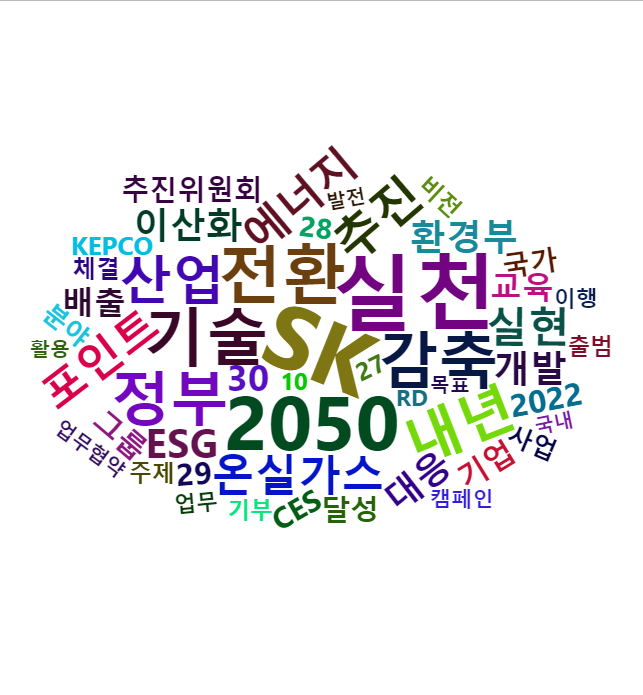 추진위원회
에너지
발전
비전
이산화
28
추진
환경부
KEPCO
체결
산업
전환
실천
국가
교육
이행
배출
분야
포인트
기술
SK
27
감축
실현
개발
출범
활용
정부
30
10
목표
RD
2022
국내
그룹
ESG
2050
내년
사업
업무협약
주제
29
온실가스
대응
기업
업무
기부
CES
달성
캠페인